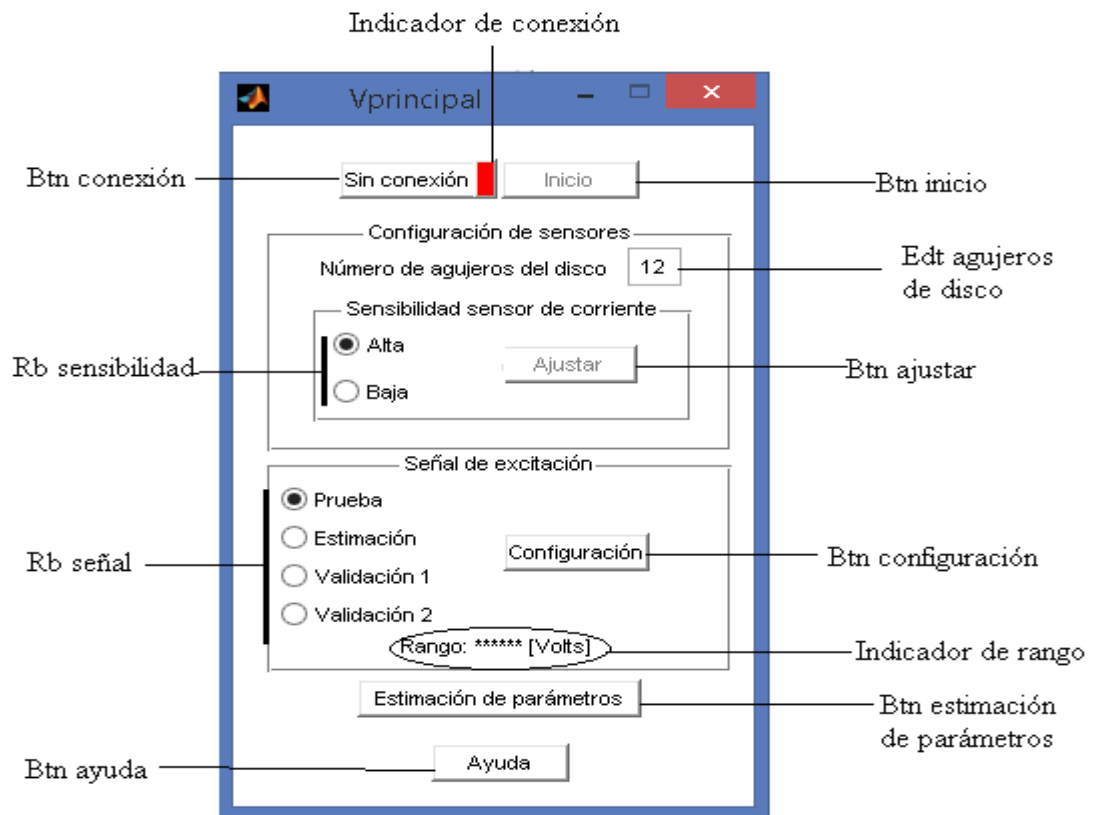 Indicador de conexión
Vprincipal
Btn conexión
Sin conexión
Inicio
Btn inicio
Configuración de sensores
Número de agujeros del disco 12
Edt agujeros
de disco
Sensibilidad sensor de corriente
Rb sensibilidad
Alta
Baja
Ajustar
Btn ajustar
Señal de excitación
Rb señal
Prueba
Estimación
Validación 1
Validación 2
Configuración
Btn configuración
Rango: ****** [Volts]
Indicador de rango
Estimación de parámetros
Btn estimación
de parámetros
Btn ayuda
Ayuda